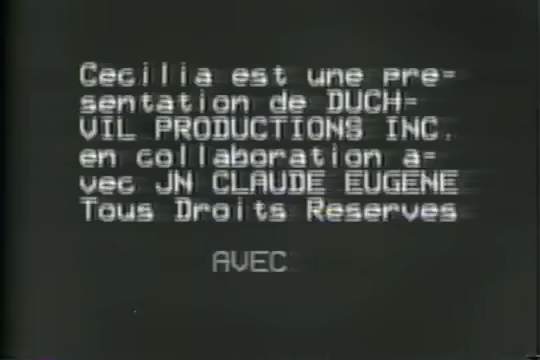 Cecilia est une pre-
sentation de DUCH-
VIL PRODUCTIONS INC.
en collaboration a-
vec JN CLAUDE EUGENE
Tous Droits Reserves
AVEC